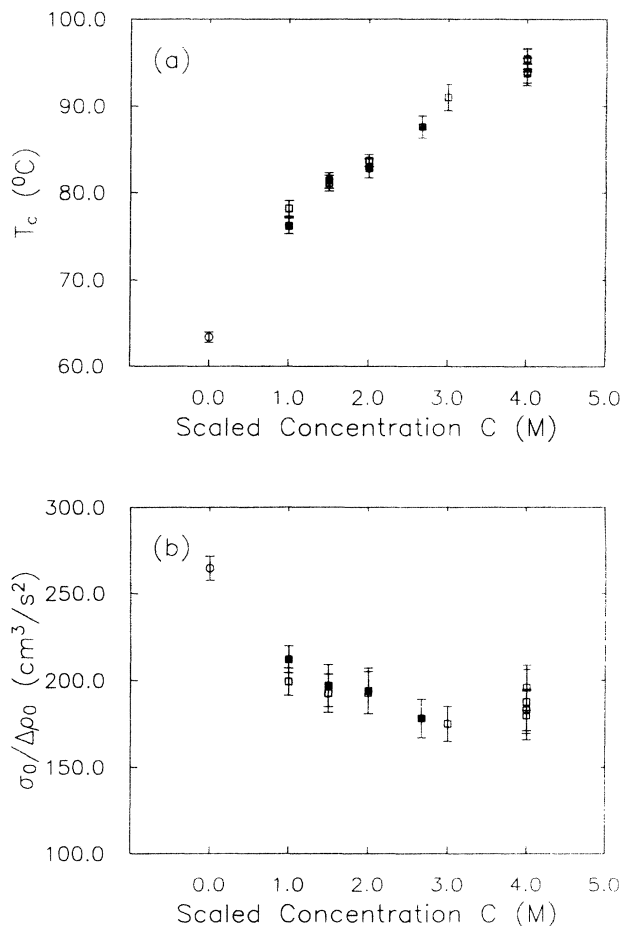 100.0
(a)
90.0
T_c (°C)
80.0
70.0
60.0
0.0 1.0 2.0 3.0 4.0 5.0
Scaled Concentration C (M)
300.0
(b)
250.0
σ₀/Δρ₀ (cm³/s²)
200.0
150.0
100.0
0.0 1.0 2.0 3.0 4.0 5.0
Scaled Concentration C (M)